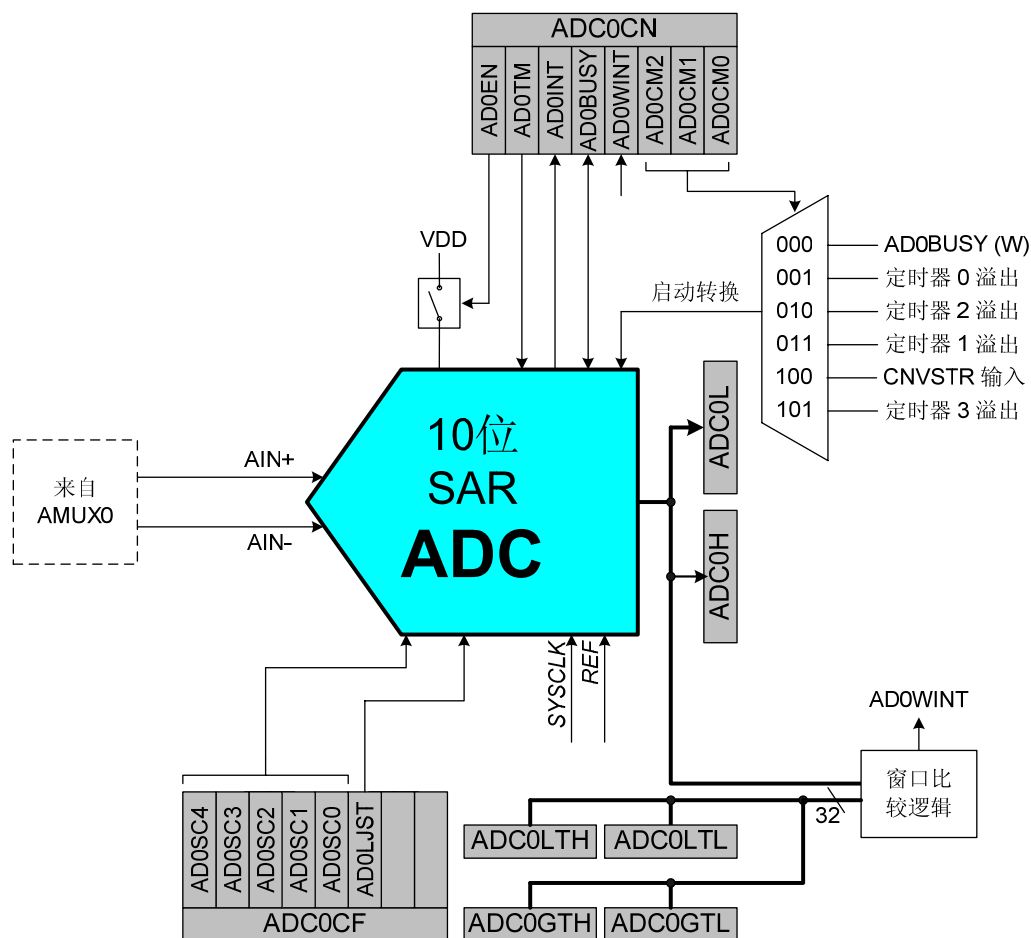 ADC0CN
AD0EN
AD0TM
AD0INT
AD0BUSY
AD0WINT
AD0CM2
AD0CM1
AD0CM0
VDD
启动转换
000
001
010
011
100
101
AD0BUSY (W)
定时器 0 溢出
定时器 2 溢出
定时器 1 溢出
CNVSTR 输入
定时器 3 溢出
来自
AMUX0
AIN+
AIN-
10位
SAR
ADC
ADC0L
ADC0H
SYSCLK
REF
AD0WINT
窗口比
较逻辑
32
AD0SC4
AD0SC3
AD0SC2
AD0SC1
AD0SC0
AD0LJST
ADC0CF
ADC0LTH
ADC0LTL
ADC0GTH
ADC0GTL